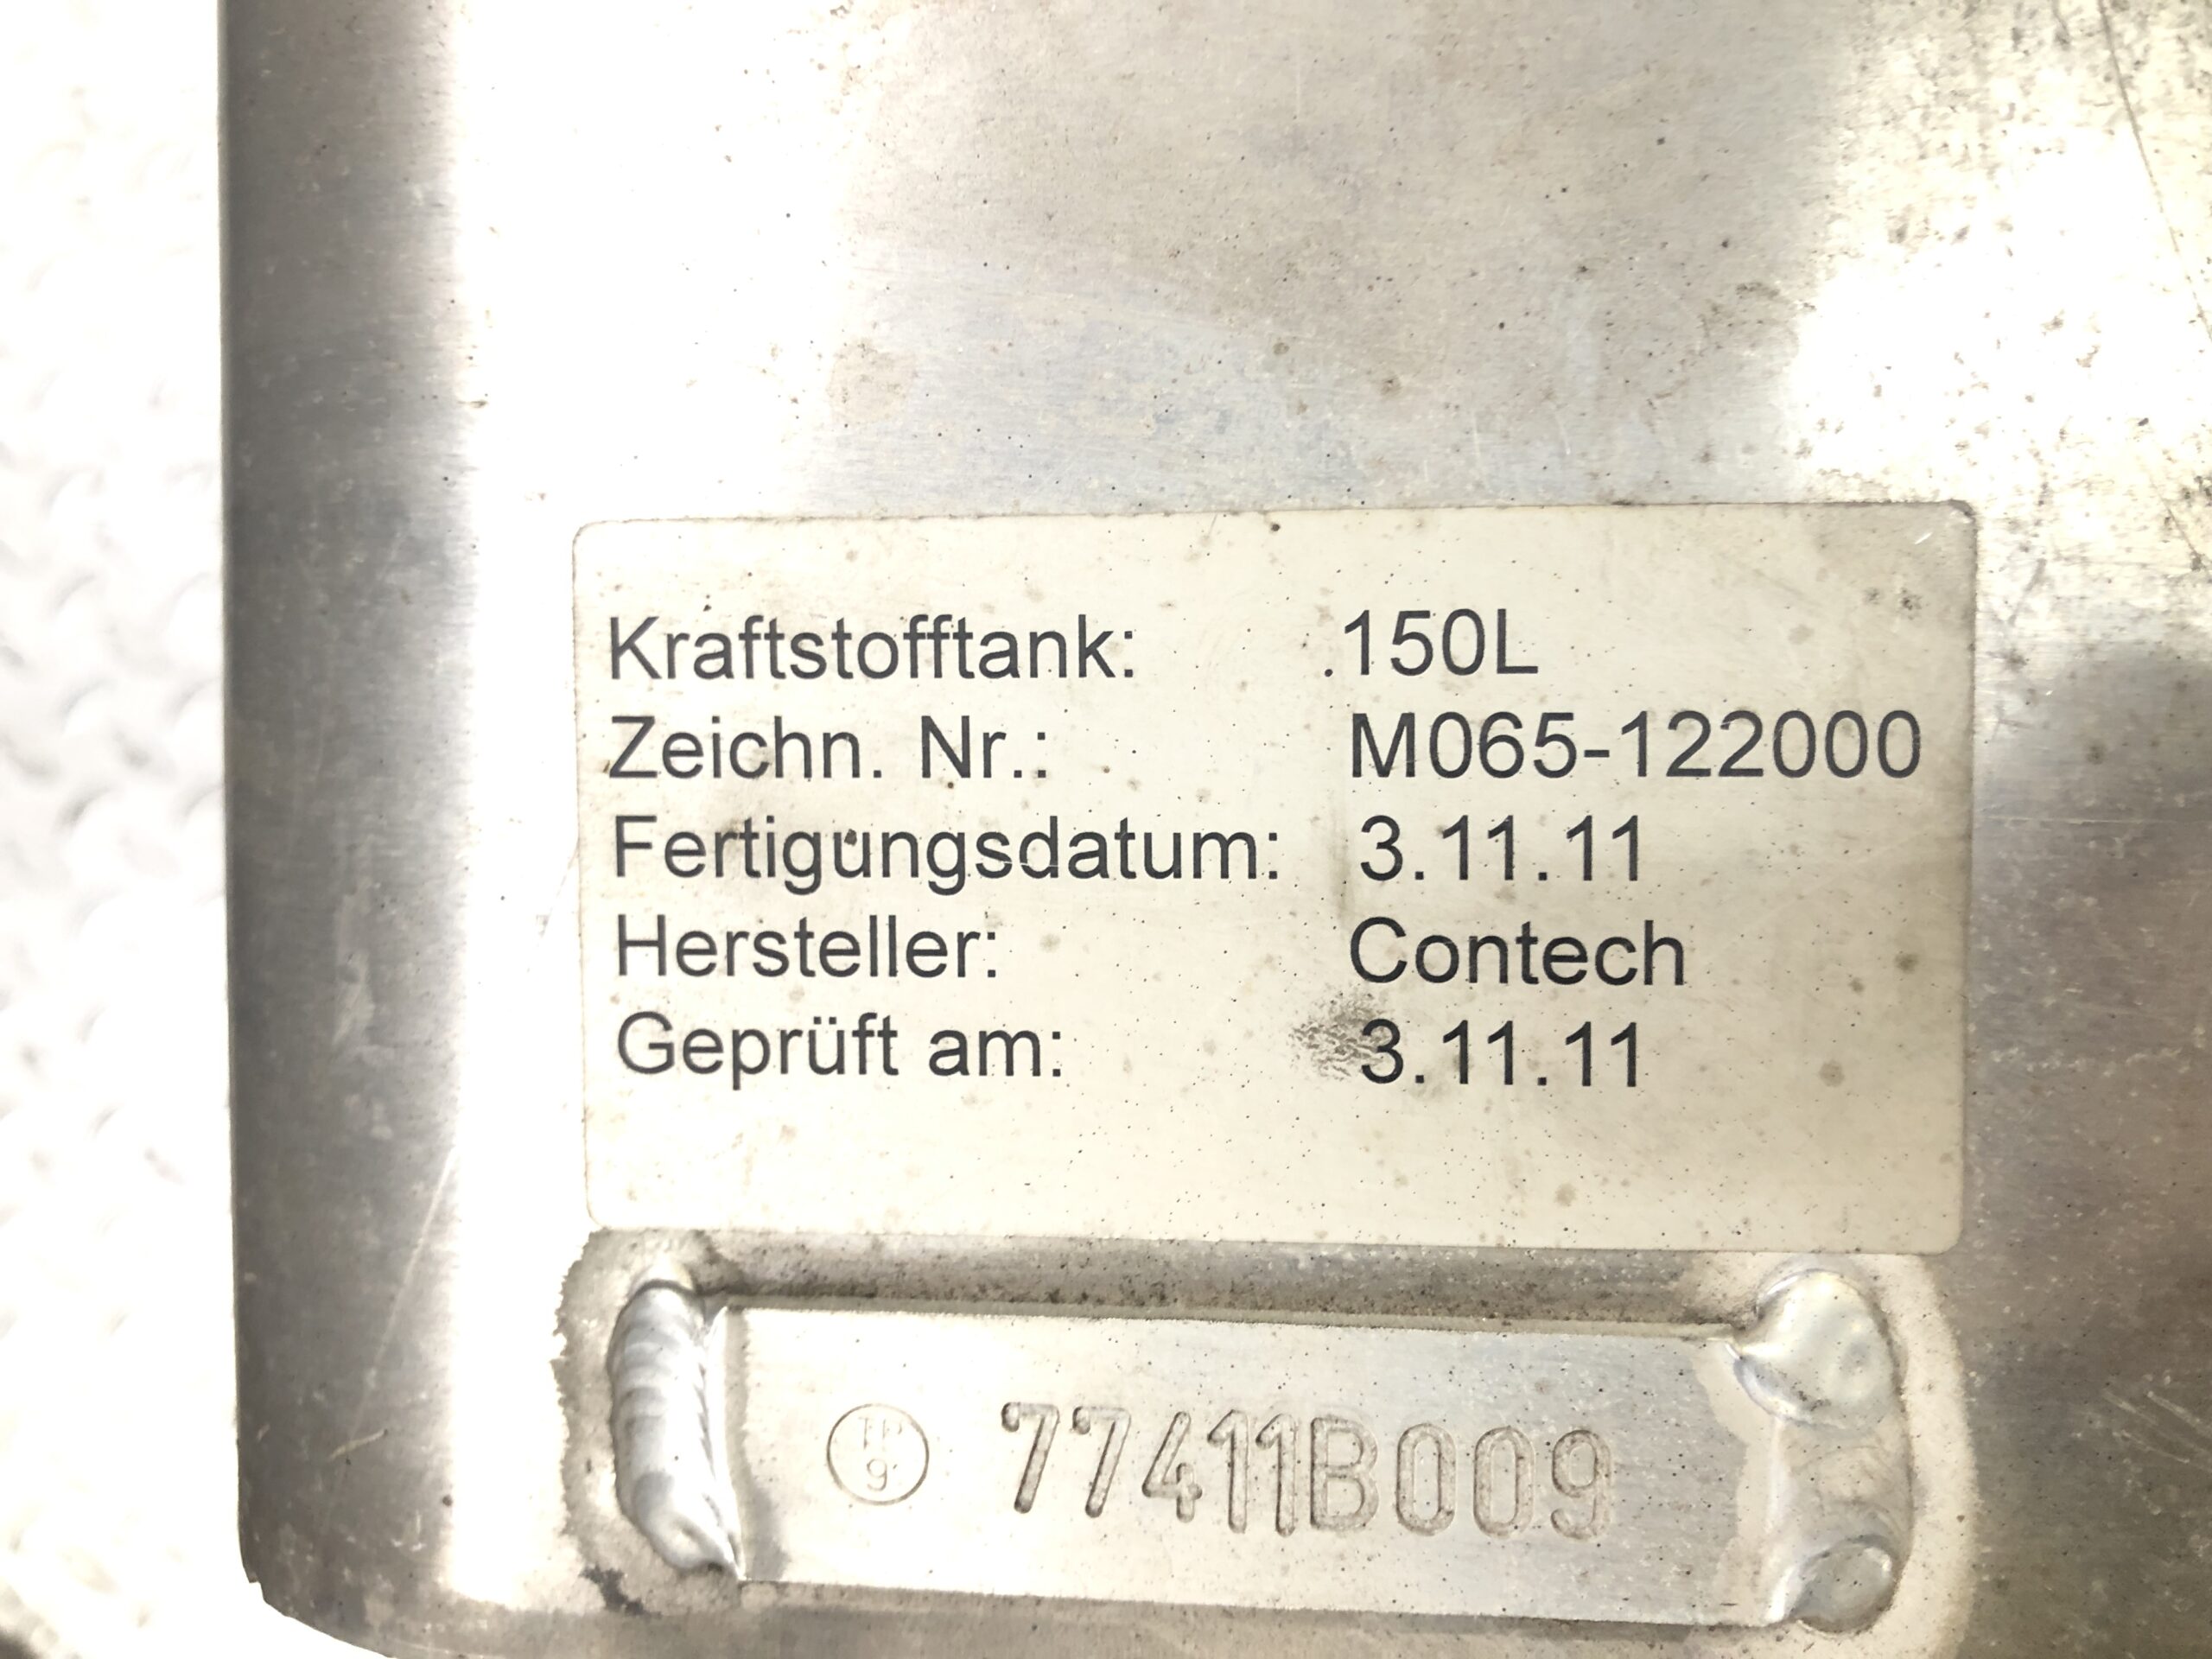 Kraftstofftank: 150L
Zeichn. Nr.: M065-122000
Fertigungsdatum: 3.11.11
Hersteller: Contech
Geprüft am: 3.11.11
77411B009